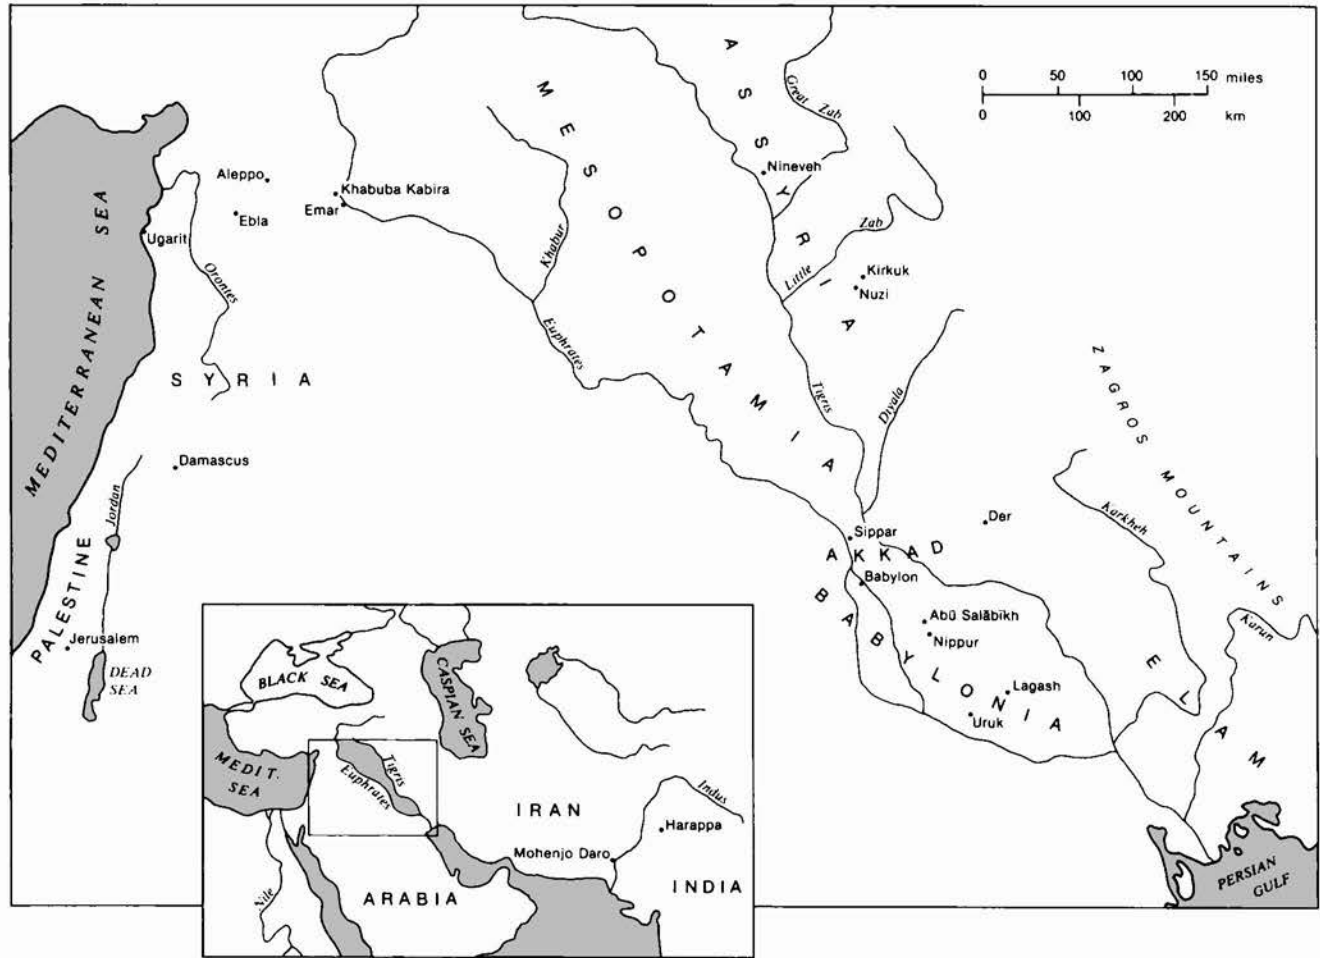 0 50 100 150 miles
0 100 200 km
ASSYRIA
MESOPOTAMIA
Great Zab
Nineveh
Aleppo
Khabuba Kabira
Emar
Ebla
Ugarit
Orontes
Khabur
Euphrates
Little Zab
Kirkuk
Nuzi
MEDITERRANEAN SEA
SYRIA
Tigris
Diyala
ZAGROS MOUNTAINS
Damascus
Jordan
Karkheh
Der
Sippar
AKKAD
Babylon
BABYLONIA
PALESTINE
Jerusalem
DEAD
SEA
Abū Salābīkh
Nippur
Lagash
Uruk
ELAM
Karun
PERSIAN
GULF
BLACK SEA
CASPIAN SEA
MEDIT.
SEA
Tigris
Euphrates
IRAN
Indus
Harappa
Mohenjo Daro
INDIA
ARABIA
Nile